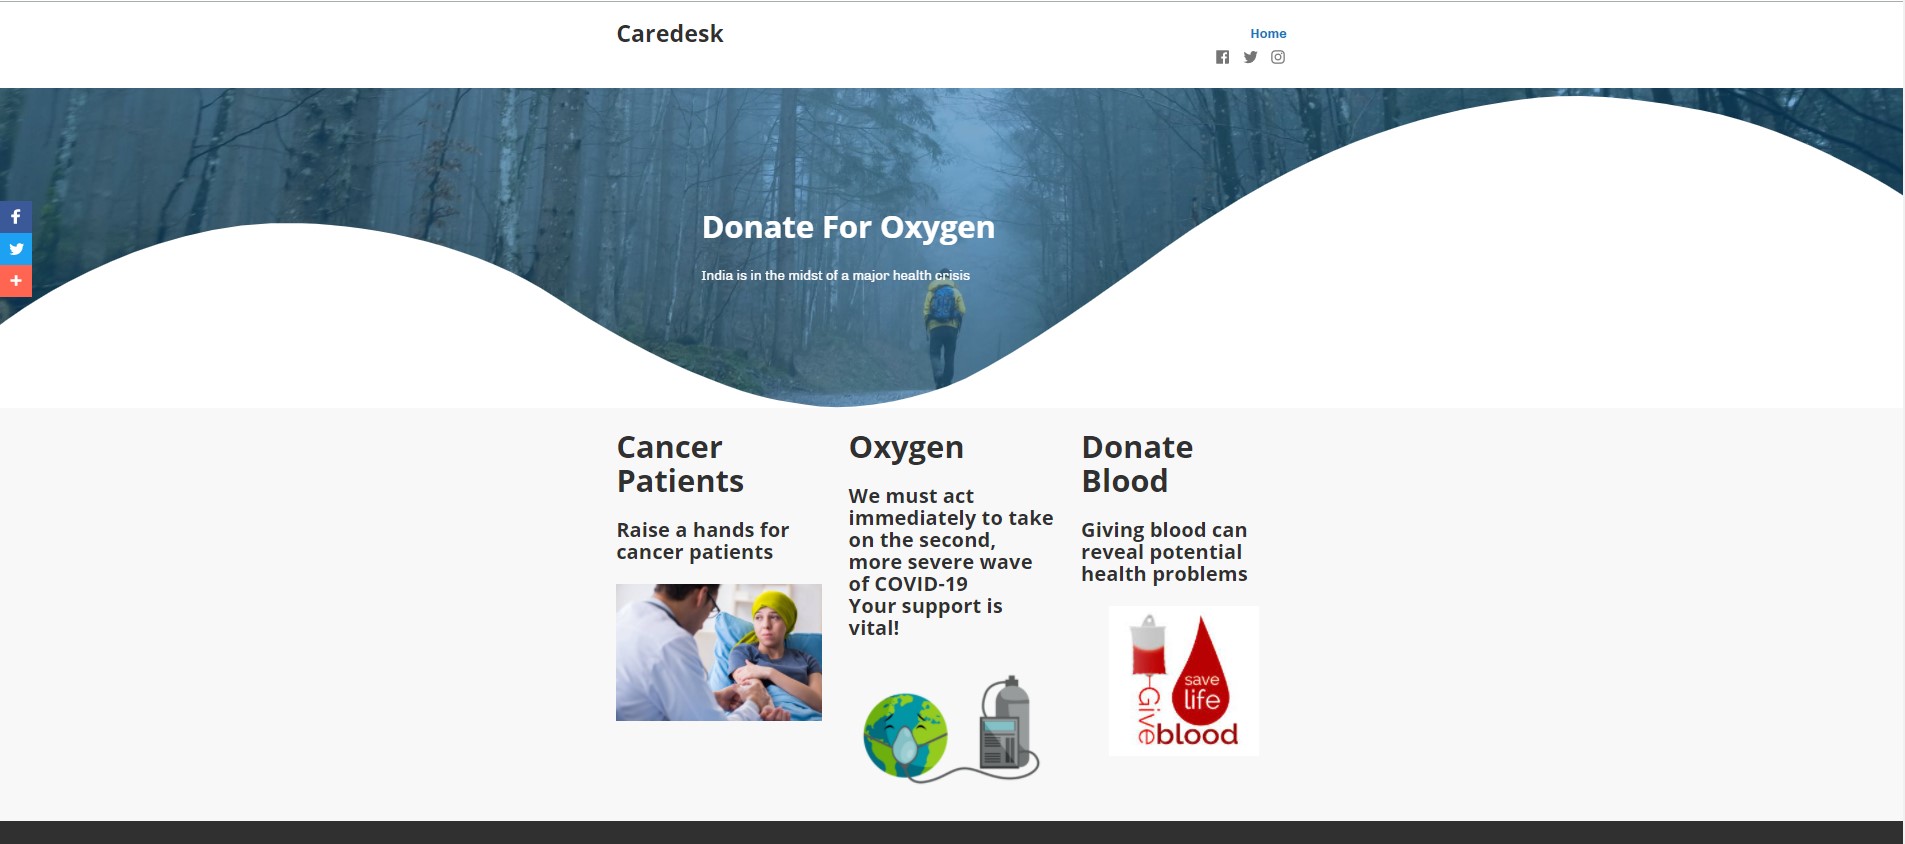 Caredesk
Home
Donate For Oxygen
India is in the midst of a major health crisis
Cancer
Patients
Raise a hands for
cancer patients
Oxygen
We must act
immediately to take
on the second,
more severe wave
of COVID-19
Your support is
vital!
Donate
Blood
Giving blood can
reveal potential
health problems
save
life
Give
blood